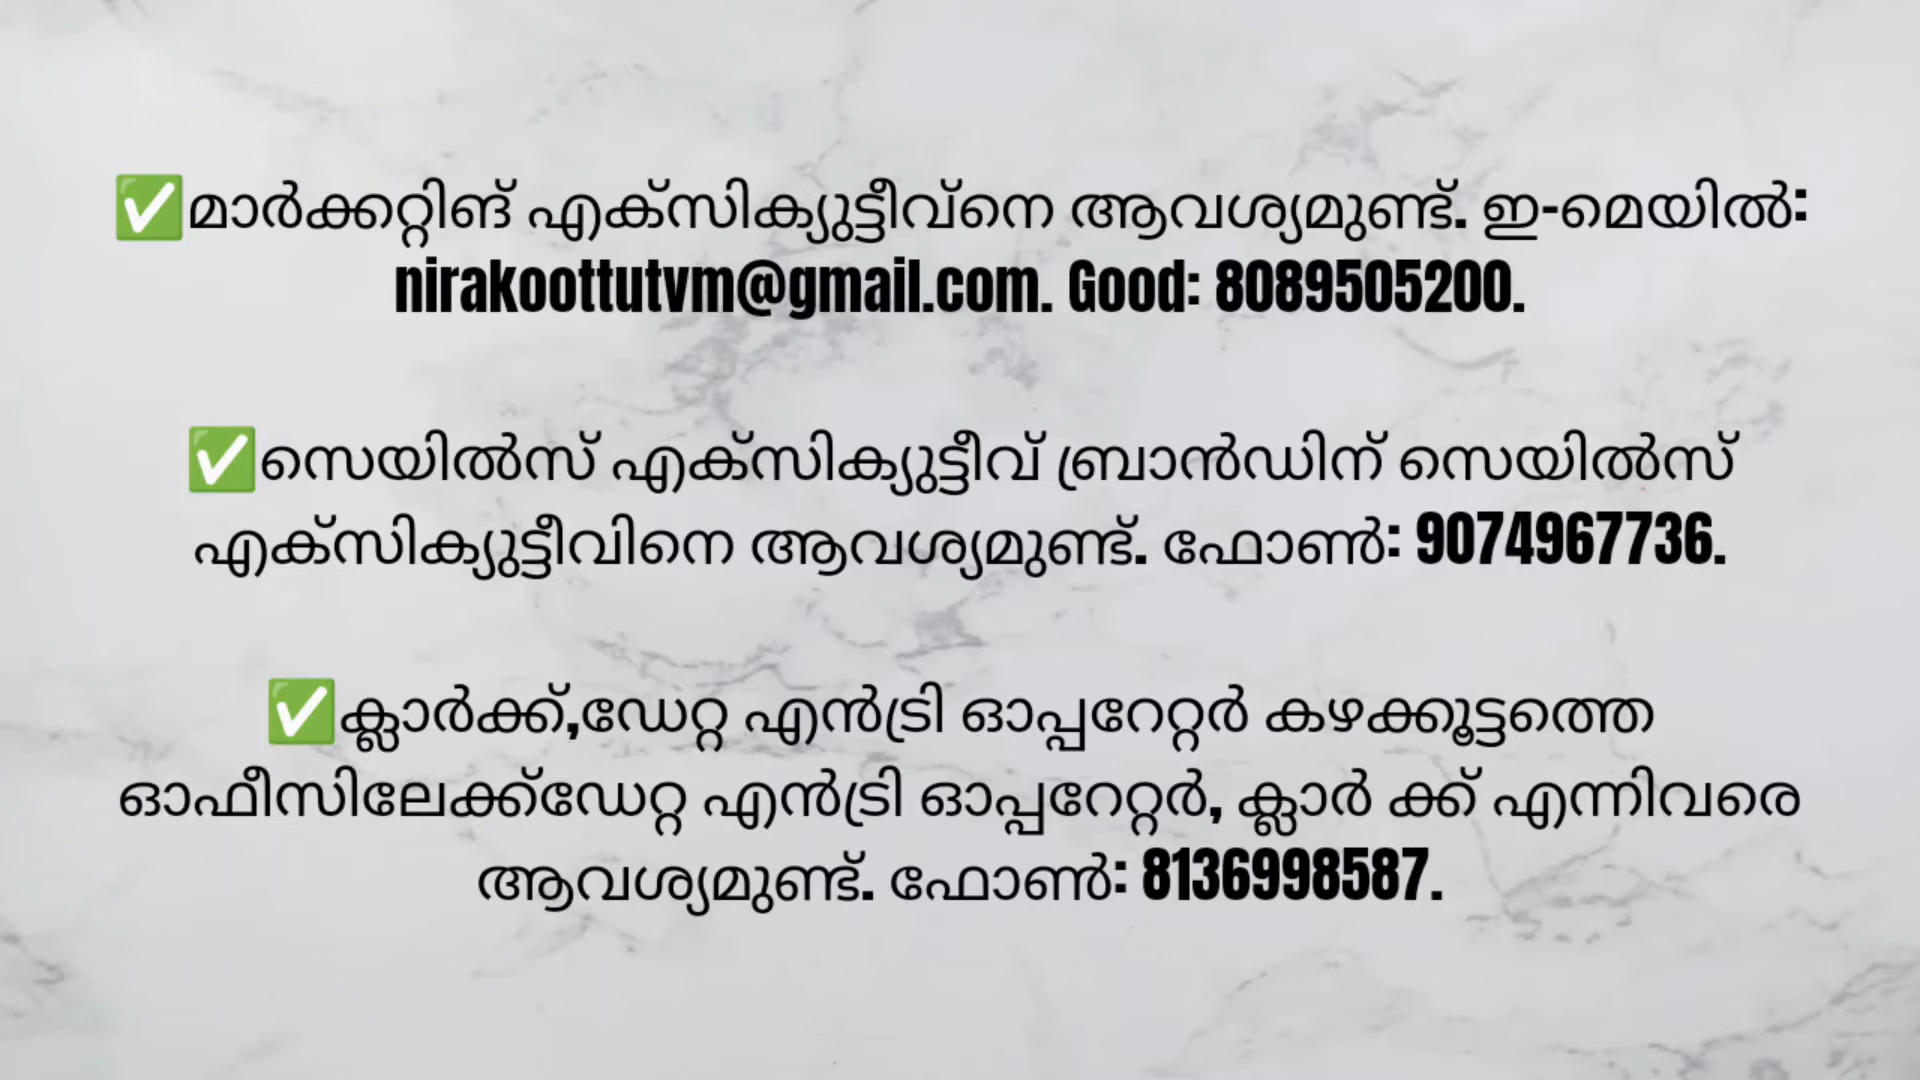 ✅മാർക്കറ്റിങ് എക്സിക്യുട്ടീവ്നെ ആവശ്യമുണ്ട്. ഇ-മെയിൽ:
nirakoottutvm@gmail.com. Good: 8089505200.
✅സെയിൽസ് എക്സിക്യുട്ടീവ് ബ്രാൻഡിന് സെയിൽസ്
എക്സിക്യുട്ടീവിനെ ആവശ്യമുണ്ട്. ഫോൺ: 9074967736.
✅ക്ലാർക്ക്,ഡേറ്റ എൻട്രി ഓപ്പറേറ്റർ കഴക്കൂട്ടത്തെ
ഓഫീസിലേക്ക്ഡേറ്റ എൻട്രി ഓപ്പറേറ്റർ, ക്ലാർ ക്ക് എന്നിവരെ
ആവശ്യമുണ്ട്. ഫോൺ: 8136998587.